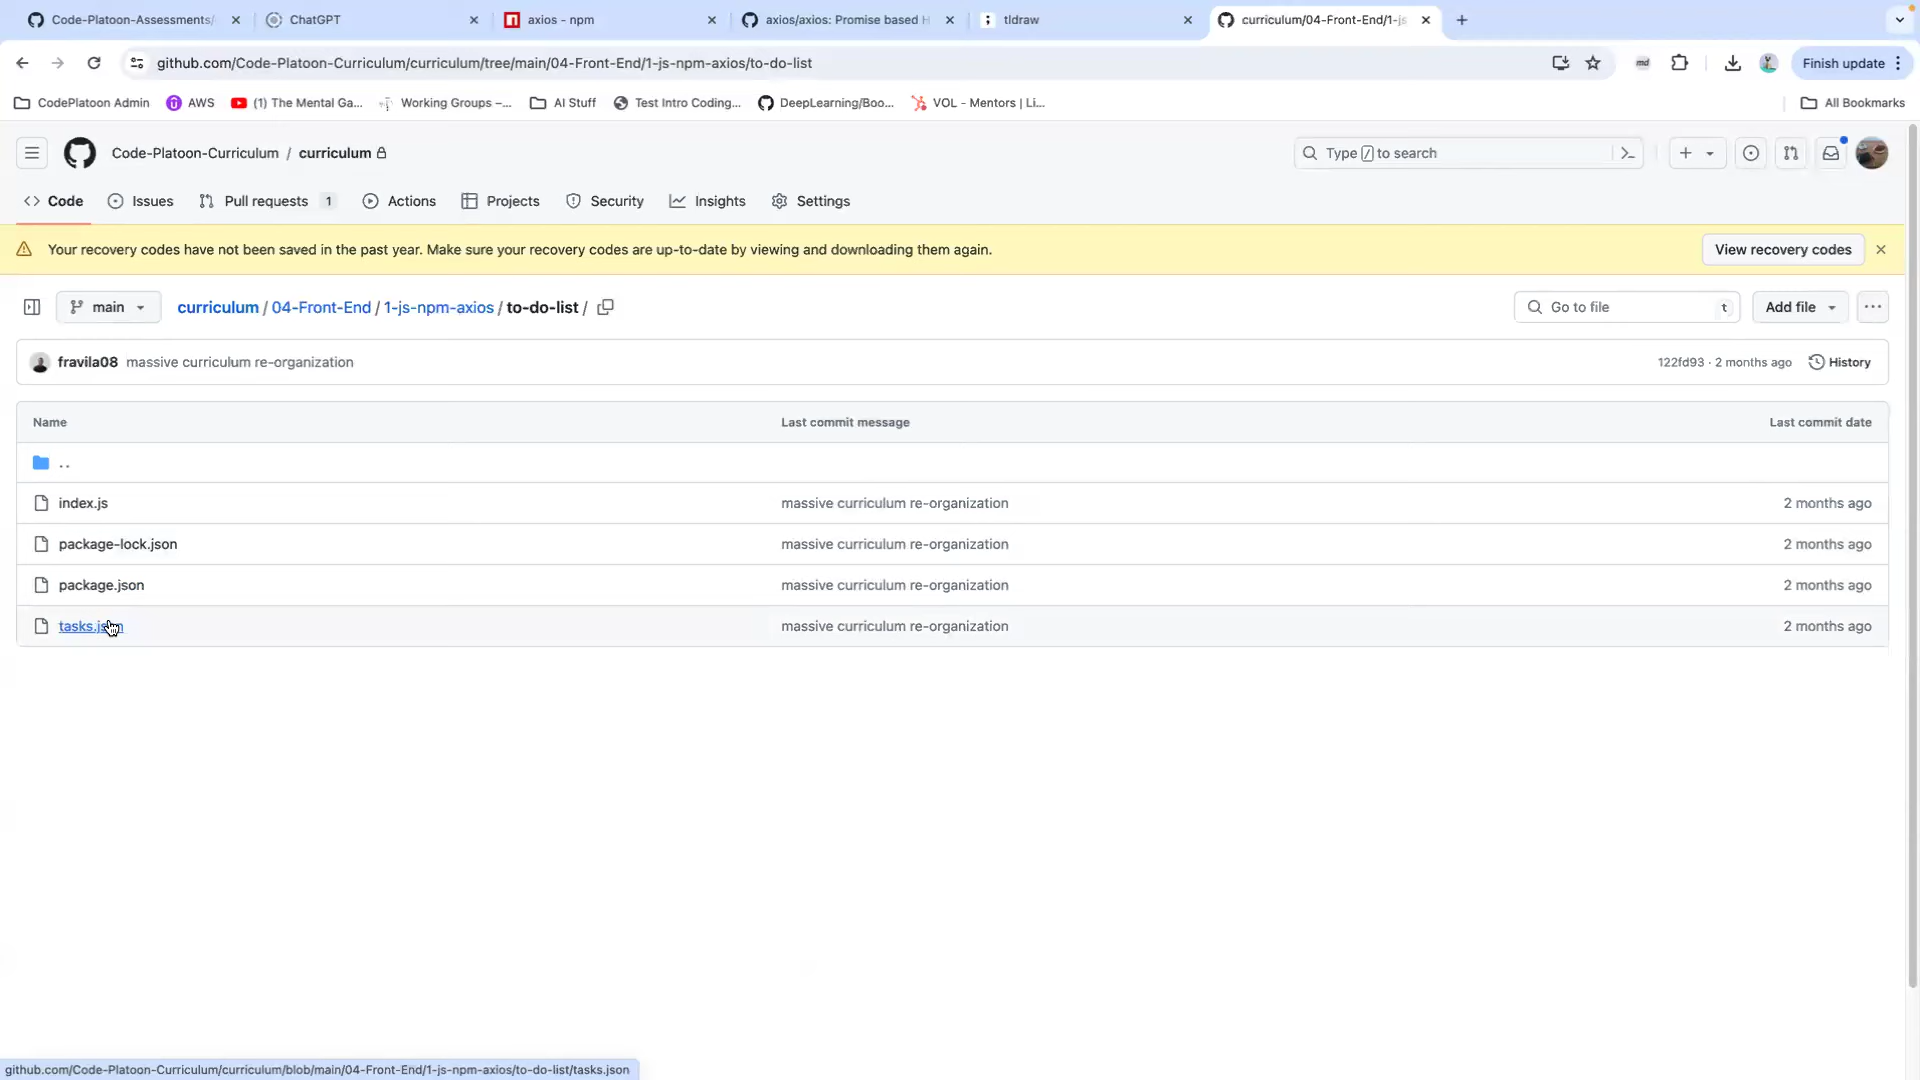 Code-Platoon-Assessments/
ChatGPT
axios - npm
axios/axios: Promise based H
tldraw
curriculum/04-Front-End/1-js
github.com/Code-Platoon-Curriculum/curriculum/tree/main/04-Front-End/1-js-npm-axios/to-do-list
Finish update
CodePlatoon Admin
AWS
(1) The Mental Ga...
Working Groups –...
AI Stuff
Test Intro Coding...
DeepLearning/Boo...
VOL - Mentors | Li...
All Bookmarks
Code-Platoon-Curriculum / curriculum
Type / to search
Code
Issues
Pull requests 1
Actions
Projects
Security
Insights
Settings
Your recovery codes have not been saved in the past year. Make sure your recovery codes are up-to-date by viewing and downloading them again.
View recovery codes
main
curriculum / 04-Front-End / 1-js-npm-axios / to-do-list /
Go to file t
Add file
fravila08 massive curriculum re-organization
122fd93 · 2 months ago
History
Name Last commit message Last commit date
..
index.js massive curriculum re-organization 2 months ago
package-lock.json massive curriculum re-organization 2 months ago
package.json massive curriculum re-organization 2 months ago
tasks.json massive curriculum re-organization 2 months ago
github.com/Code-Platoon-Curriculum/curriculum/blob/main/04-Front-End/1-js-npm-axios/to-do-list/tasks.json